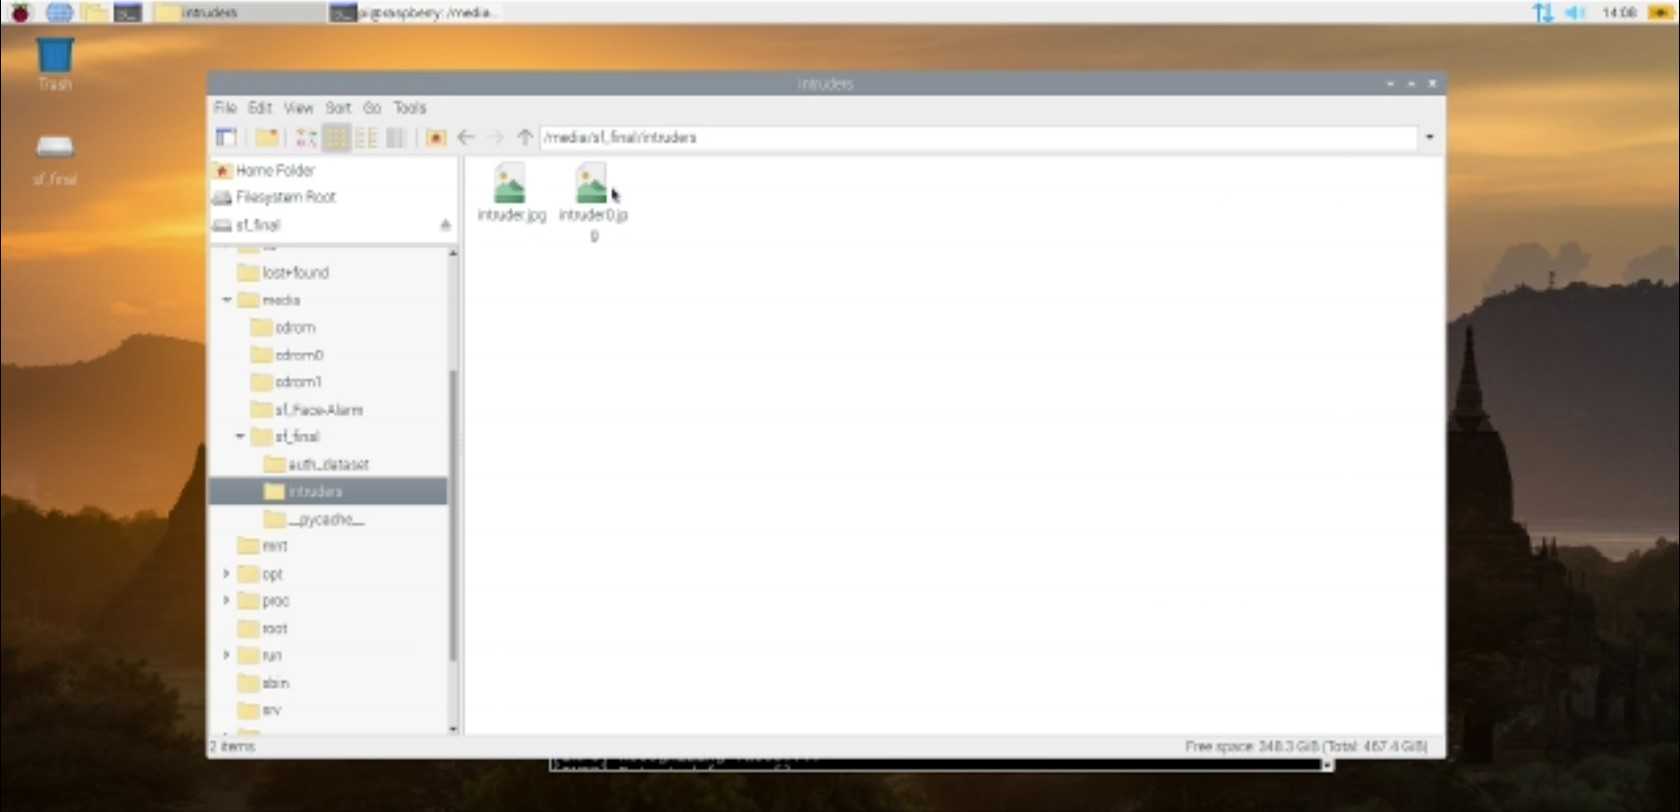 intruders
pi@raspberry: /media...
14:08
Trash
sf_final
intruders
File Edit View Sort Go Tools
/media/sf_final/intruders
Home Folder
Filesystem Root
sf_final
lost+found
media
cdrom
cdrom0
cdrom1
sf_Face-Alarm
sf_final
auth_dataset
intruders
__pycache__
mnt
opt
proc
root
run
sbin
srv
intruder.jpg
intruder0.jp
g
2 items
Free space: 348.3 GiB (Total: 467.4 GiB)